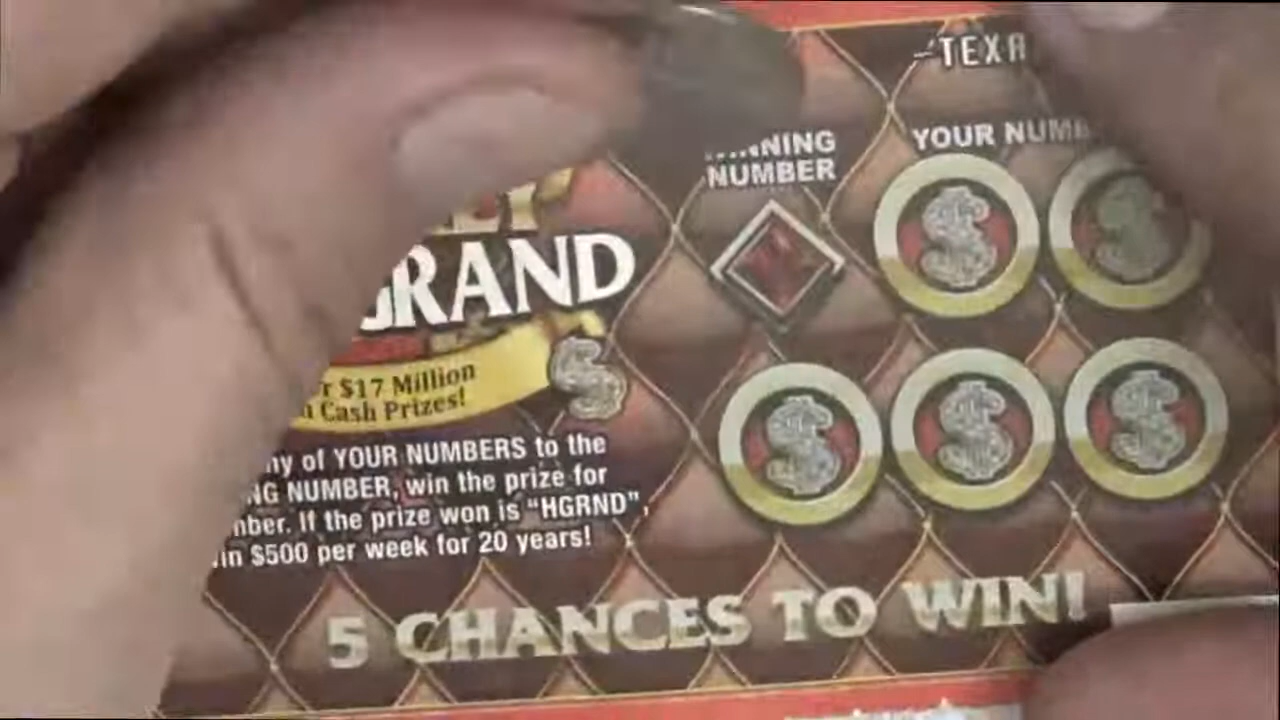 TEXA
NING
NUMBER
YOUR NUMB
GRAND
r $17 Million
n Cash Prizes!
ny of YOUR NUMBERS to the
NG NUMBER, win the prize for
mber. If the prize won is “HGRND”,
in $500 per week for 20 years!
5 CHANCES TO WIN!